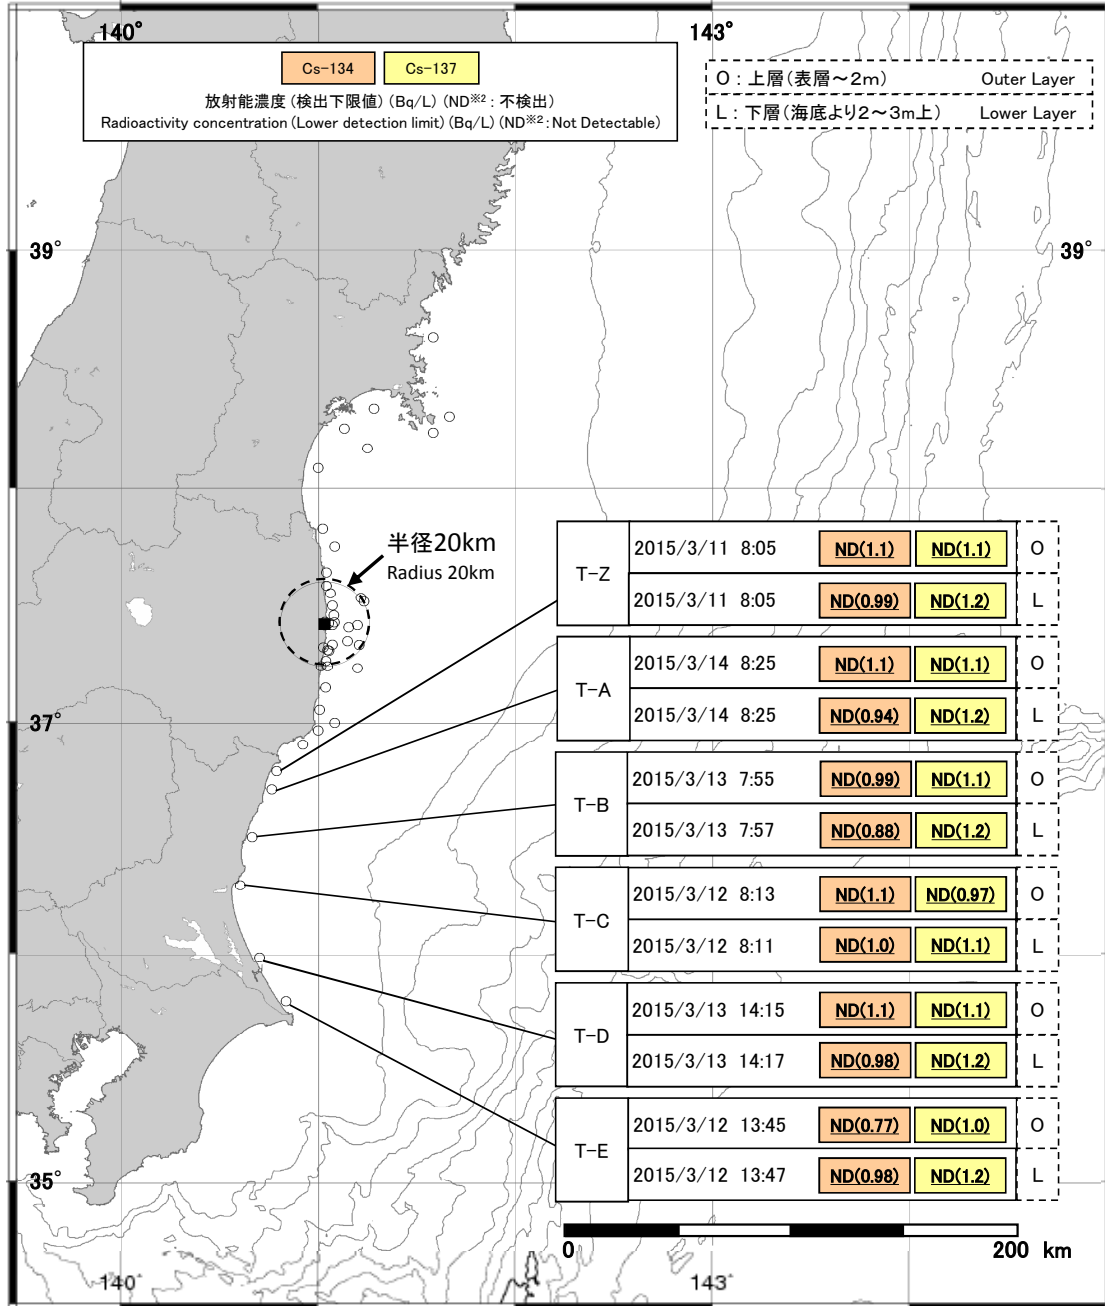 140°
143°
Cs-134 Cs-137
放射能濃度(検出下限値)(Bq/L)(ND※2:不検出)
Radioactivity concentration(Lower detection limit)(Bq/L)(ND※2:Not Detectable)
O:上層(表層～2m) Outer Layer
L:下層(海底より2～3m上) Lower Layer
39°
39°
半径20km
Radius 20km
T-Z
2015/3/11 8:05 ND(1.1) ND(1.1) O
2015/3/11 8:05 ND(0.99) ND(1.2) L
T-A
2015/3/14 8:25 ND(1.1) ND(1.1) O
2015/3/14 8:25 ND(0.94) ND(1.2) L
37°
T-B
2015/3/13 7:55 ND(0.99) ND(1.1) O
2015/3/13 7:57 ND(0.88) ND(1.2) L
T-C
2015/3/12 8:13 ND(1.1) ND(0.97) O
2015/3/12 8:11 ND(1.0) ND(1.1) L
T-D
2015/3/13 14:15 ND(1.1) ND(1.1) O
2015/3/13 14:17 ND(0.98) ND(1.2) L
T-E
2015/3/12 13:45 ND(0.77) ND(1.0) O
2015/3/12 13:47 ND(0.98) ND(1.2) L
35°
0 200 km
140°
143°